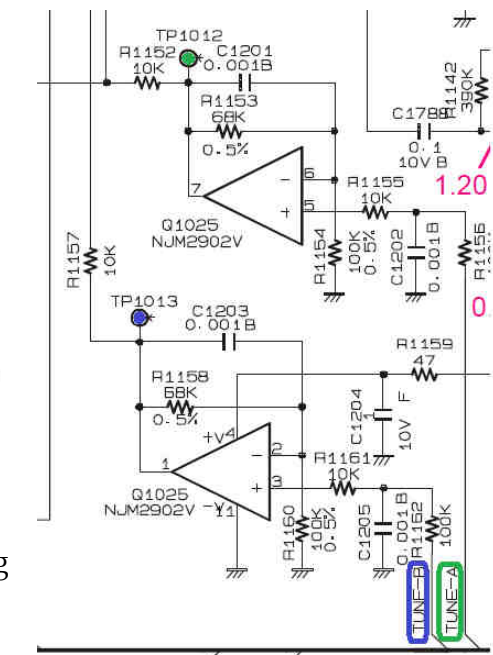 TP1012
R1152
10K
C1201
0.001B
R1153
68K
0.5%
R1142
390K
C1788
0.1
10V B
1.20
7
6
5
Q1025
NJM2902V
R1155
10K
R1154
100K
0.5%
C1202
0.001B
R1156
R1157
10K
0.
TP1013
C1203
0.001B
R1159
47
R1158
68K
0.5%
C1204
1
10V
F
+V
4
1
2
3
Q1025
NJM2902V
-V
11
R1161
10K
R1160
100K
0.5%
C1205
0.001B
R1162
100K
g
TUNE-B
TUNE-A